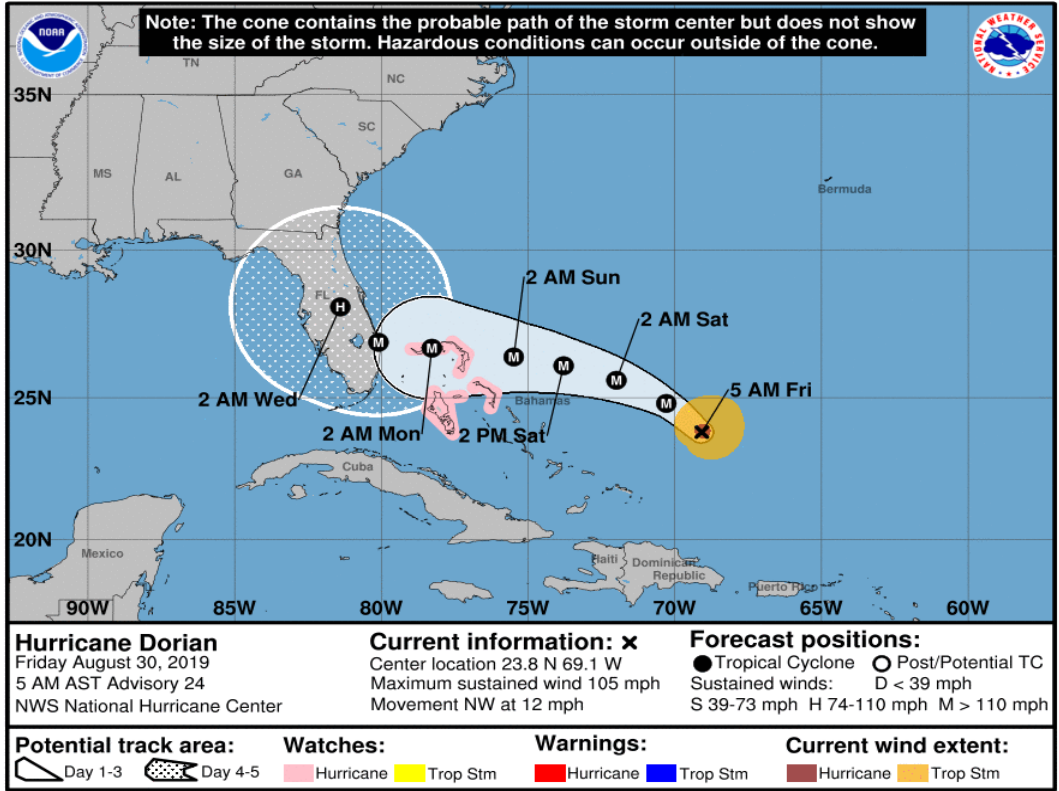 Note: The cone contains the probable path of the storm center but does not show
the size of the storm. Hazardous conditions can occur outside of the cone.
NOAA
NATIONAL WEATHER SERVICE
TN
NC
35N
SC
MS
AL
GA
Bermuda
30N
2 AM Sun
FL
H
2 AM Sat
M
M
M
M
M
M
5 AM Fri
25N
2 AM Wed
Bahamas
2 AM Mon
2 PM Sat
Cuba
20N
Mexico
Haiti
Dominican
Republic
Puerto Rico
90W
85W
80W
75W
70W
65W
60W
Hurricane Dorian
Friday August 30, 2019
5 AM AST Advisory 24
NWS National Hurricane Center
Current information: ×
Center location 23.8 N 69.1 W
Maximum sustained wind 105 mph
Movement NW at 12 mph
Forecast positions:
Tropical Cyclone
Post/Potential TC
Sustained winds: D < 39 mph
S 39-73 mph H 74-110 mph M > 110 mph
Potential track area:
Day 1-3
Day 4-5
Watches:
Hurricane
Trop Stm
Warnings:
Hurricane
Trop Stm
Current wind extent:
Hurricane
Trop Stm